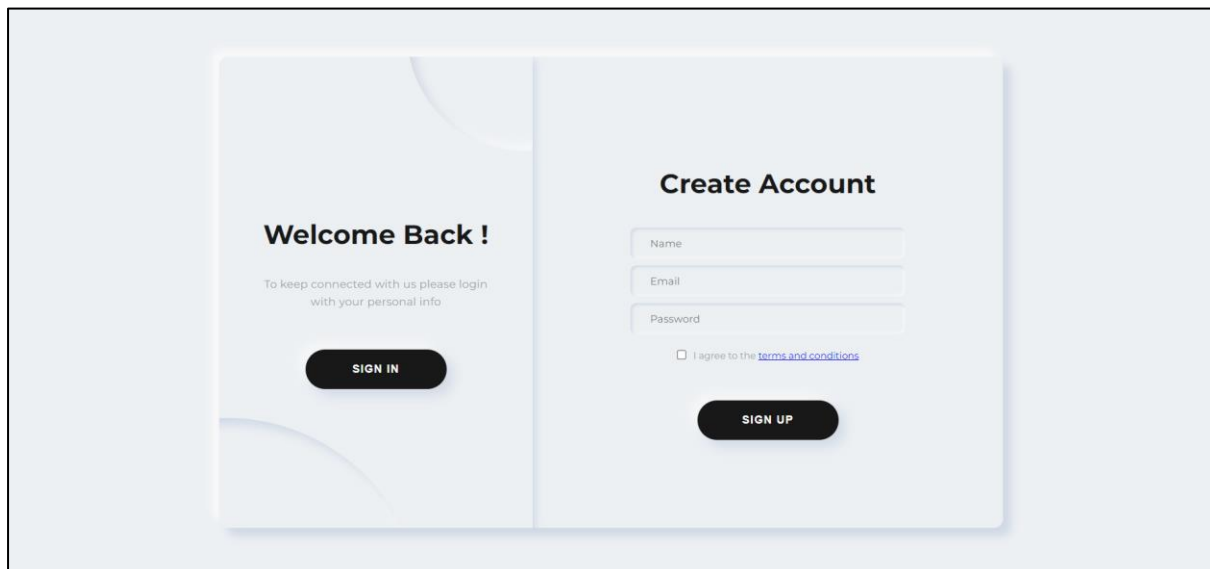 Welcome Back !
To keep connected with us please login
with your personal info
SIGN IN
Create Account
Name
Email
Password
I agree to the terms and conditions
SIGN UP